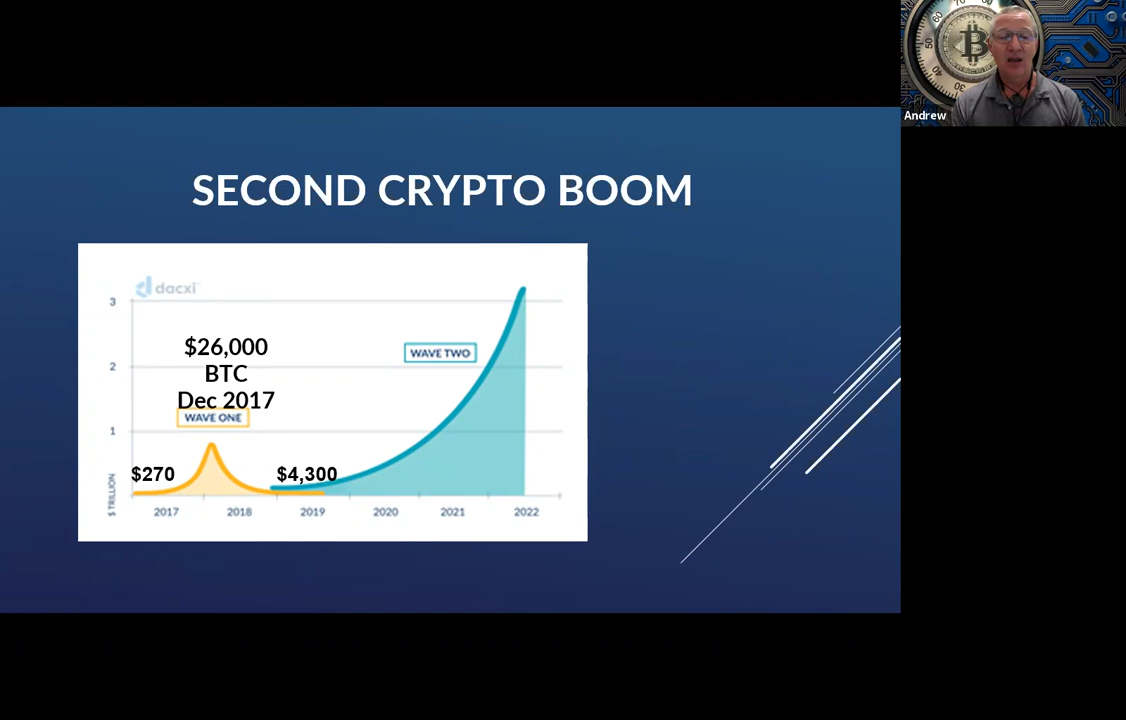 Andrew
SECOND CRYPTO BOOM
dacxi
3
$26,000
BTC
Dec 2017
WAVE TWO
2
WAVE ONE
1
$270
$4,300
$ TRILLION
2017 2018 2019 2020 2021 2022